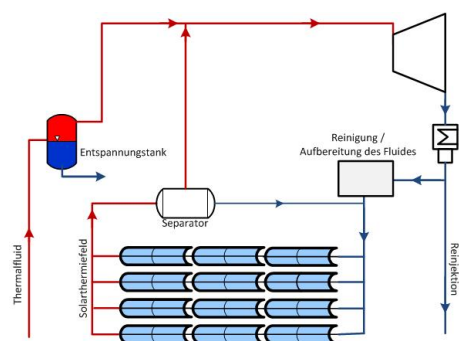 Reinigung /
Aufbereitung des Fluides
Entspannungstank
Separator
Thermalfluid
Solarthermiefeld
Reinjektion